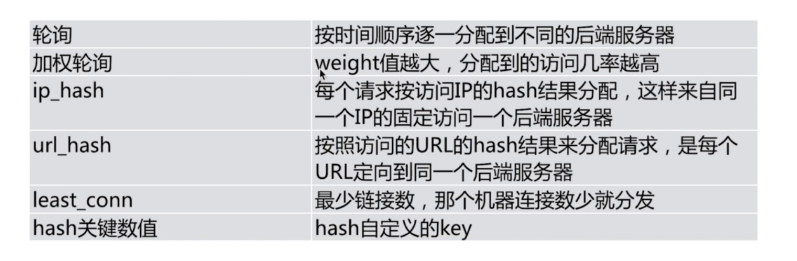 轮询 按时间顺序逐一分配到不同的后端服务器
加权轮询 weight值越大，分配到的访问几率越高
ip_hash 每个请求按访问IP的hash结果分配，这样来自同
一个IP的固定访问一个后端服务器
url_hash 按照访问的URL的hash结果来分配请求，是每个
URL定向到同一个后端服务器
least_conn 最少链接数，那个机器连接数少就分发
hash关键数值 hash自定义的key